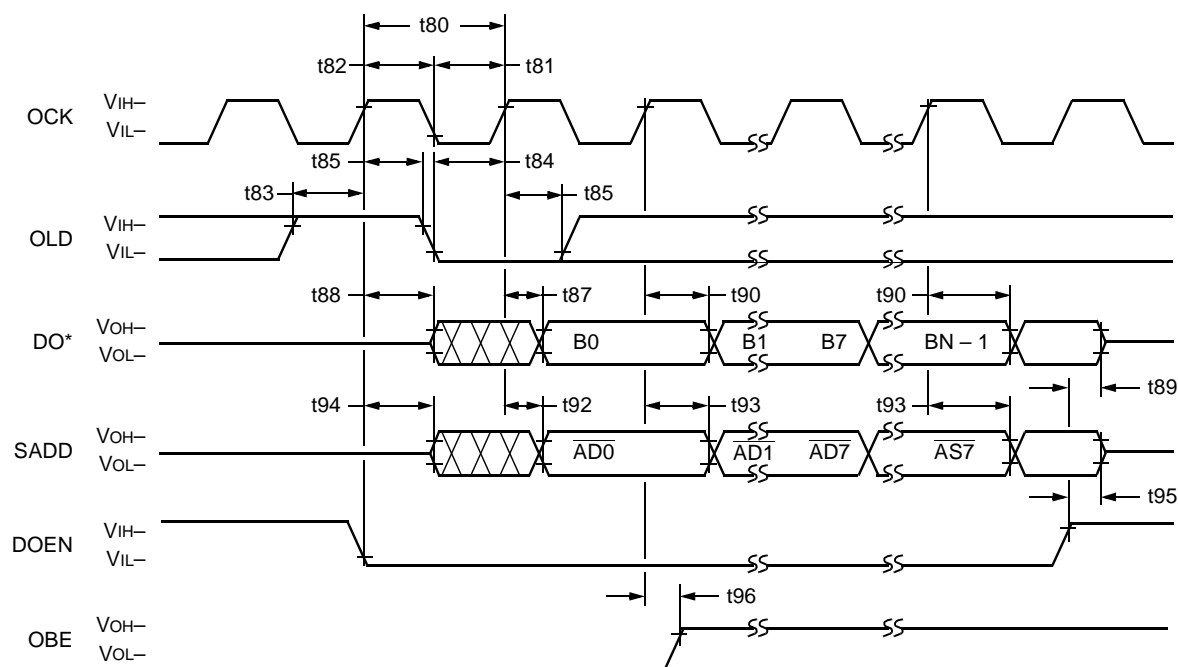 t80
t82 t81
OCK VIH–
VIL–
t85 t84
t83 t85
OLD VIH–
VIL–
t88 t87 t90 t90
DO* VOH–
VOL–
B0 B1 B7 BN – 1
t89
t94 t92 t93 t93
SADD VOH–
VOL–
AD0 AD1 AD7 AS7
t95
DOEN VIH–
VIL–
t96
OBE VOH–
VOL–